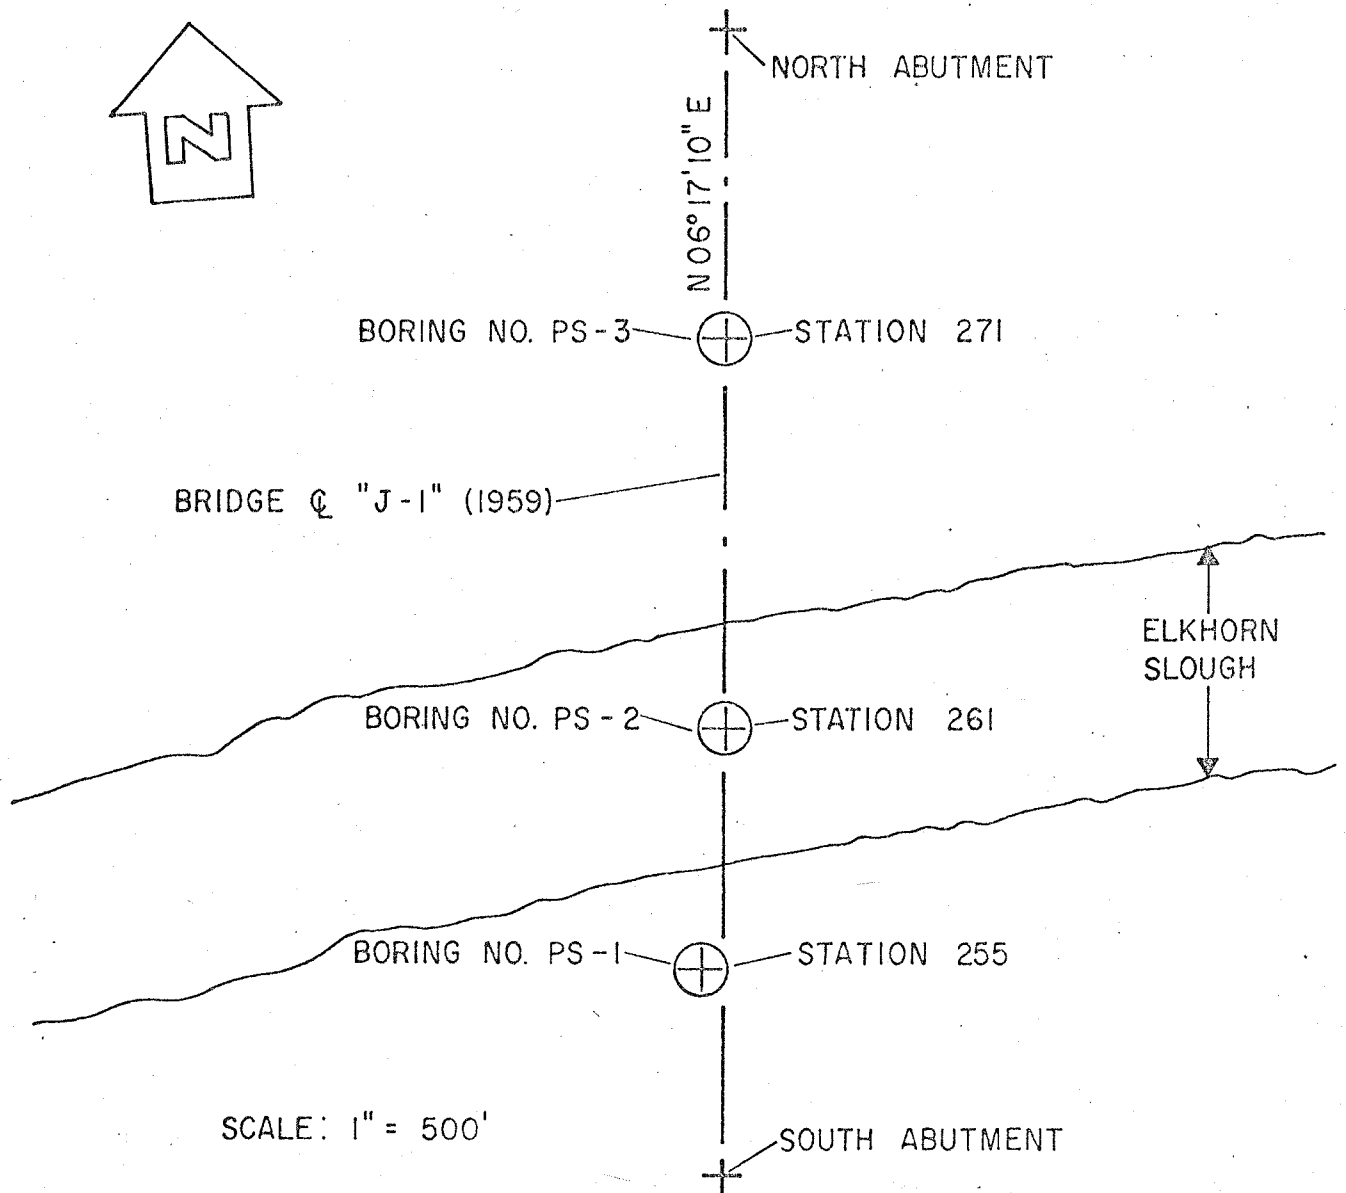 N
NORTH ABUTMENT
N 06° 17' 10" E
BORING NO. PS-3
STATION 271
BRIDGE ℄ "J-1" (1959)
ELKHORN
SLOUGH
BORING NO. PS-2
STATION 261
BORING NO. PS-1
STATION 255
SCALE: 1" = 500'
SOUTH ABUTMENT